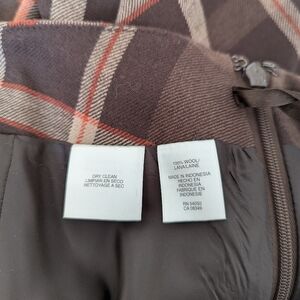 DRY CLEAN
LIMPIAR EN SECO
NETTOYAGE A SEC
100% WOOL/
LANA/LAINE
MADE IN INDONESIA
HECHO EN
INDONESIA
FABRIQUE EN
INDONESIE
RN 54050
CA 08346